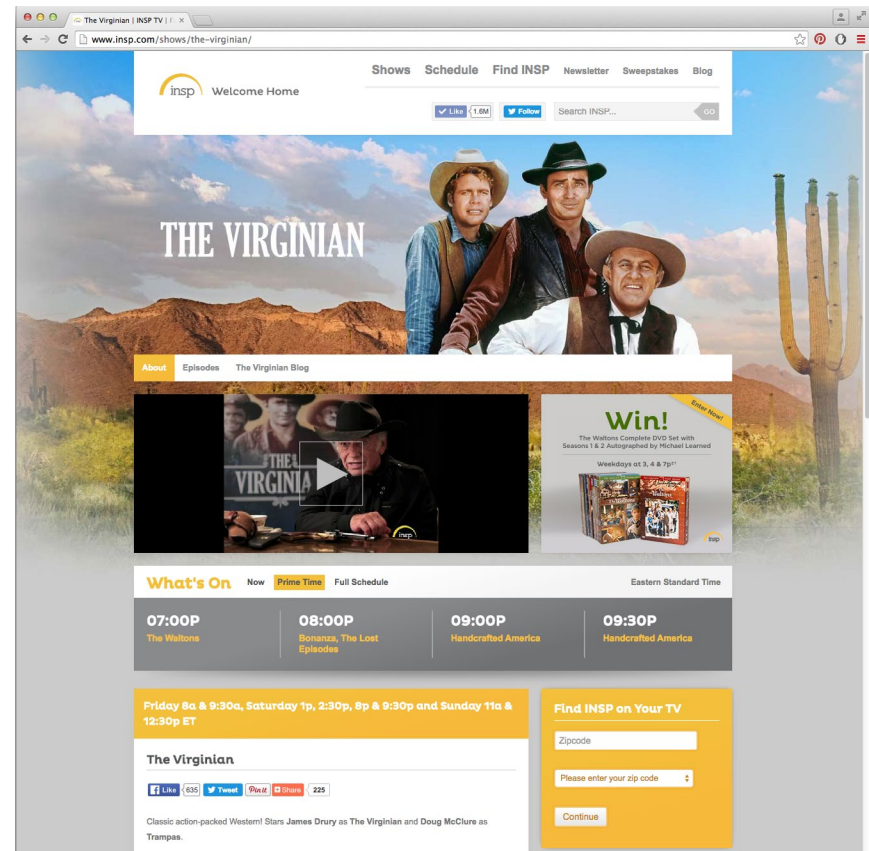 The Virginian | INSP TV | F
www.insp.com/shows/the-virginian/
insp Welcome Home
Shows Schedule Find INSP Newsletter Sweepstakes Blog
Like 1.6M Follow Search INSP... GO
THE VIRGINIAN
About Episodes The Virginian Blog
THE
VIRGINIA
insp
Enter Now!
Win!
The Waltons Complete DVD Set with
Seasons 1 & 2 Autographed by Michael Learned
Weekdays at 3, 4 & 7pET
insp
What's On Now Prime Time Full Schedule Eastern Standard Time
07:00P 08:00P 09:00P 09:30P
The Waltons Bonanza, The Lost Handcrafted America Handcrafted America
Episodes
Friday 8a & 9:30a, Saturday 1p, 2:30p, 8p & 9:30p and Sunday 11a &
12:30p ET
The Virginian
Like 635 Tweet Pin it Share 225
Classic action-packed Western! Stars James Drury as The Virginian and Doug McClure as
Trampas.
Find INSP on Your TV
Zipcode
Please enter your zip code
Continue